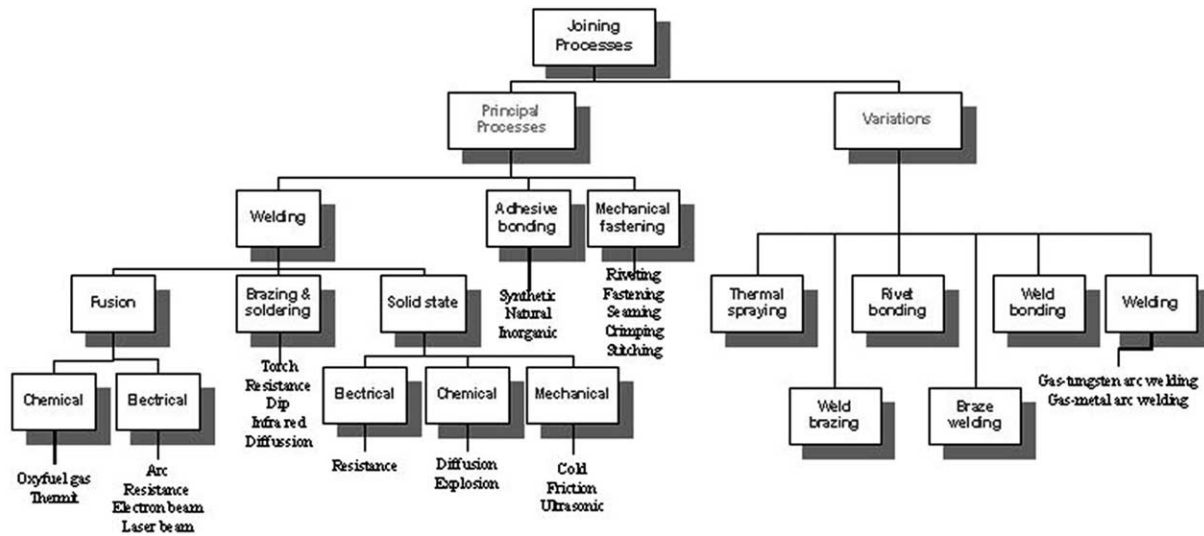 Joining
Processes
Principal
Processes
Variations
Welding
Adhesive
bonding
Mechanical
fastening
Fusion
Brazing &
soldering
Solid state
Synthetic
Natural
Inorganic
Riveting
Fastening
Seaming
Crimping
Stitching
Thermal
spraying
Rivet
bonding
Weld
bonding
Welding
Chemical
Electrical
Torch
Resistance
Dip
Infrared
Diffussion
Electrical
Chemical
Mechanical
Weld
brazing
Braze
welding
Gas-tungsten arc welding
Gas-metal arc welding
Oxyfuel gas
Thermit
Arc
Resistance
Electron beam
Laser beam
Resistance
Diffusion
Explosion
Cold
Friction
Ultrasonic